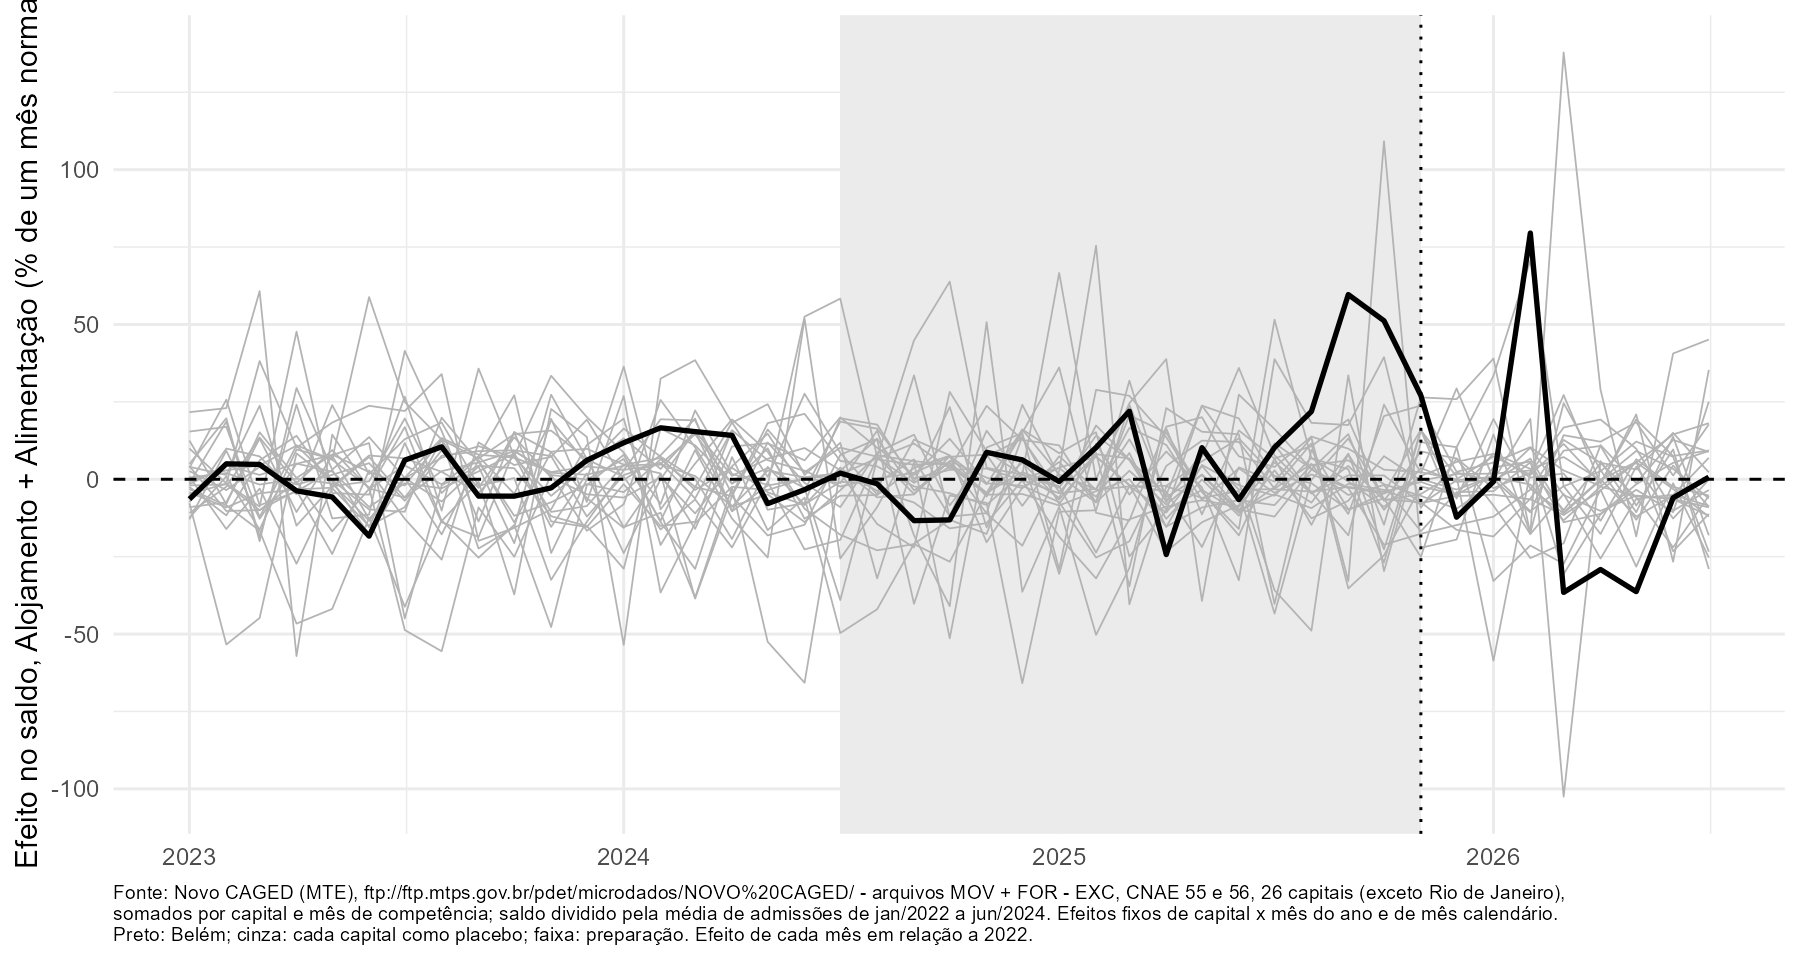 Efeito no saldo, Alojamento + Alimentação (% de um mês norma
100
50
0
-50
-100
2023
2024
2025
2026
Fonte: Novo CAGED (MTE), ftp://ftp.mtps.gov.br/pdet/microdados/NOVO%20CAGED/ - arquivos MOV + FOR - EXC, CNAE 55 e 56, 26 capitais (exceto Rio de Janeiro),
somados por capital e mês de competência; saldo dividido pela média de admissões de jan/2022 a jun/2024. Efeitos fixos de capital x mês do ano e de mês calendário.
Preto: Belém; cinza: cada capital como placebo; faixa: preparação. Efeito de cada mês em relação a 2022.